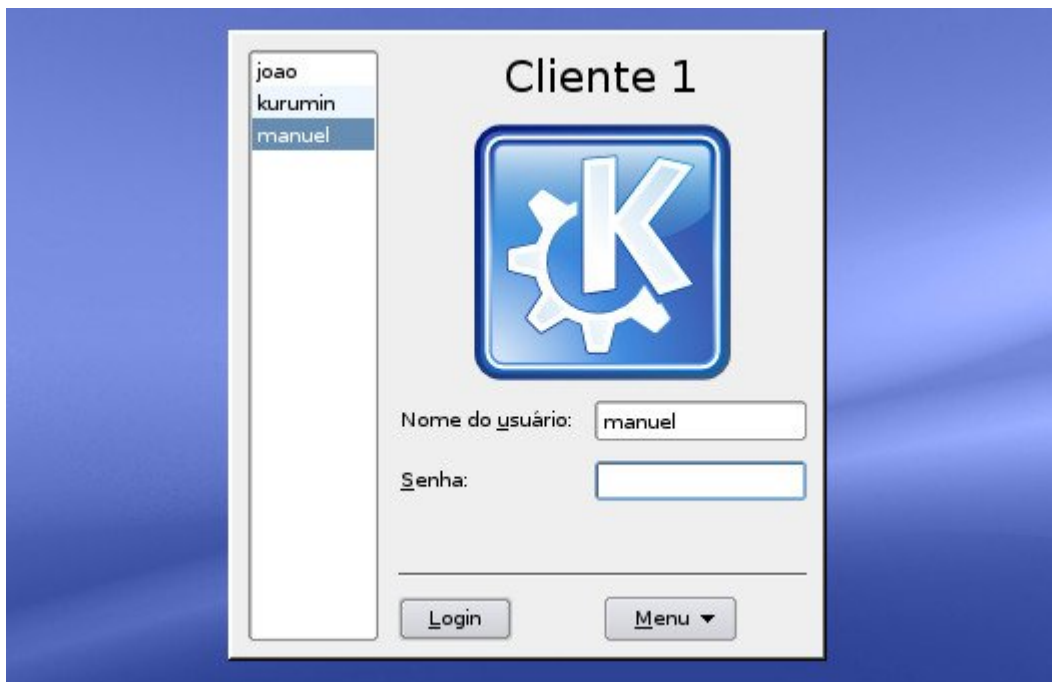 joao
kurumin
manuel
Cliente 1
K
Nome do usuário: manuel
Senha:
Login Menu